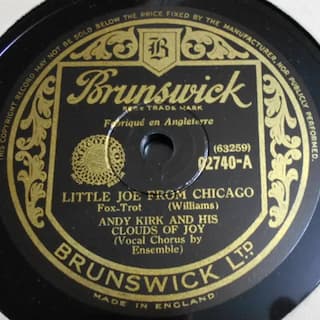 THIS COPYRIGHT RECORD MAY NOT BE SOLD BELOW THE PRICE FIXED BY THE MANUFACTURER, NOR PUBLICLY PERFORMED.
B
Brunswick
REGD TRADE MARK
Fabriqué en Angleterre
(63259)
02740-A
LITTLE JOE FROM CHICAGO
Fox-Trot (Williams)
ANDY KIRK AND HIS
CLOUDS OF JOY
(Vocal Chorus by
Ensemble)
BRUNSWICK LTD.
MADE IN ENGLAND